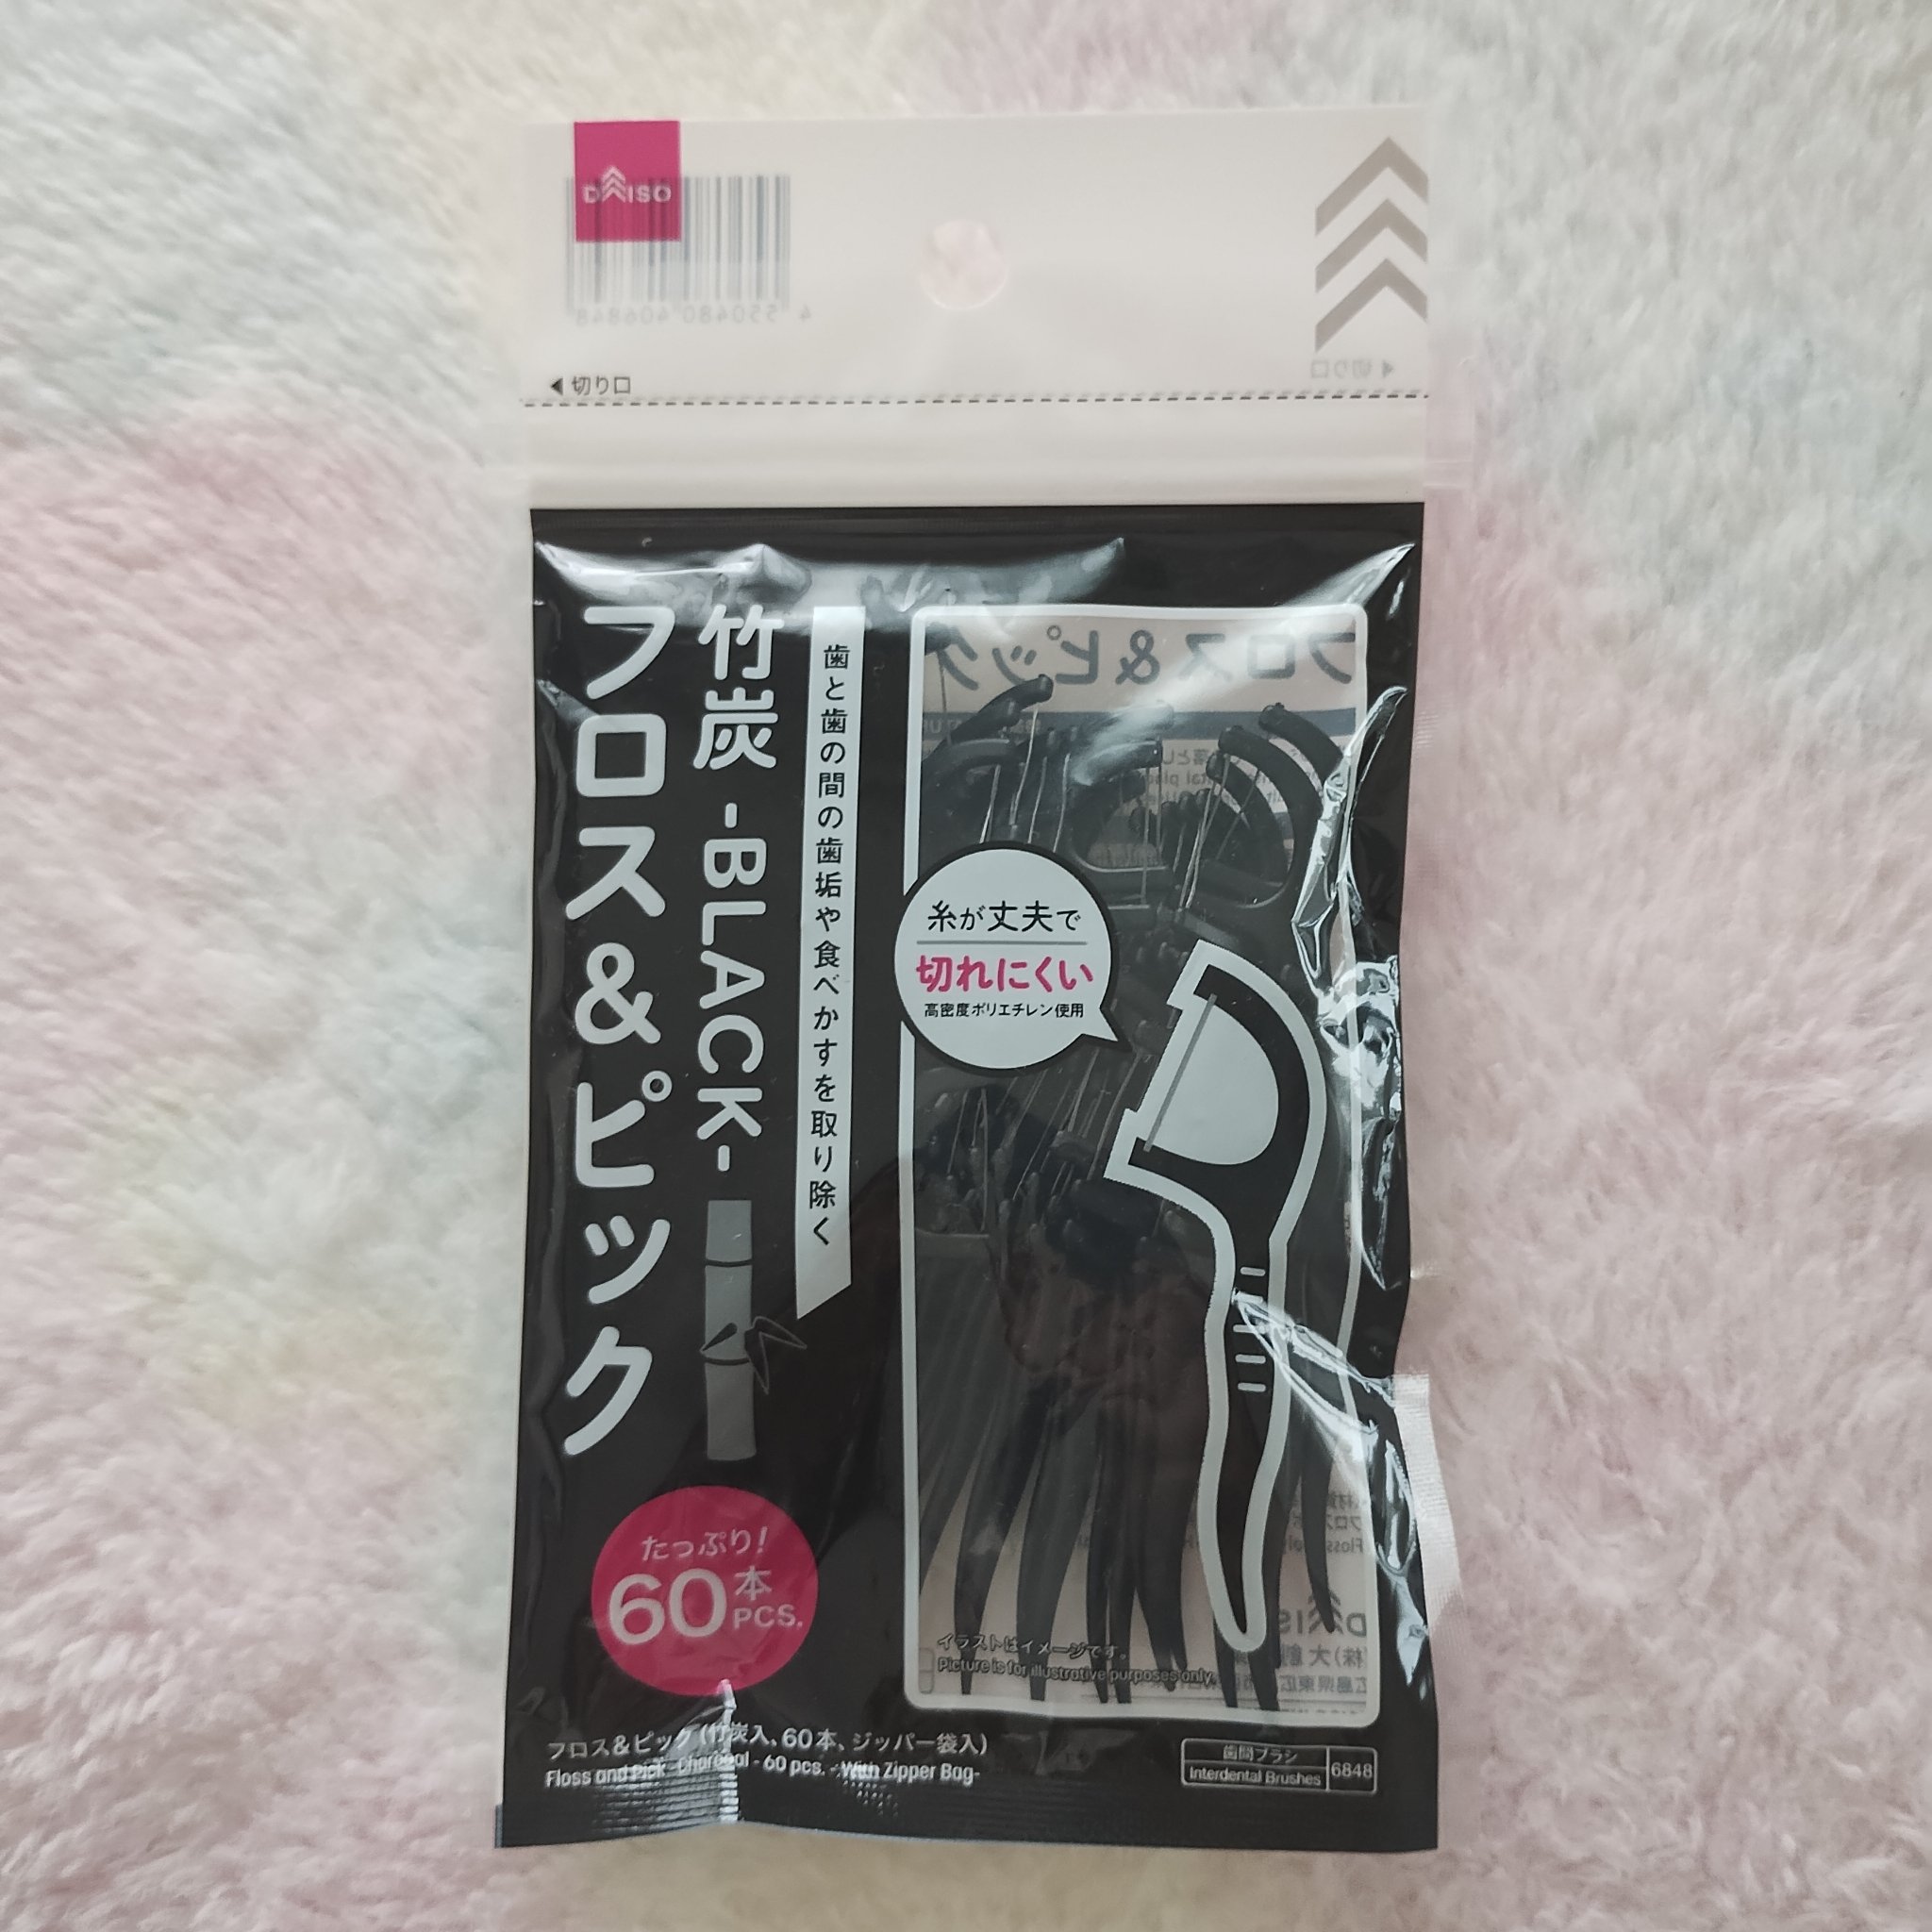 DAISO
4 550480 406848
◀切り口
◀切り口
フロス&ピック
竹炭 -BLACK-
歯と歯の間の歯垢や食べかすを取り除く
フロス&ピック
糸が丈夫で
切れにくい
高密度ポリエチレン使用
たっぷり!
60本
PCS.
イラストはイメージです。
Picture is for illustrative purposes only.
フロス&ピック(竹炭入、60本、ジッパー袋入)
Floss and Pick -Charcoal - 60 pcs. - With Zipper Bag-
歯間ブラシ
Interdental Brushes
6848